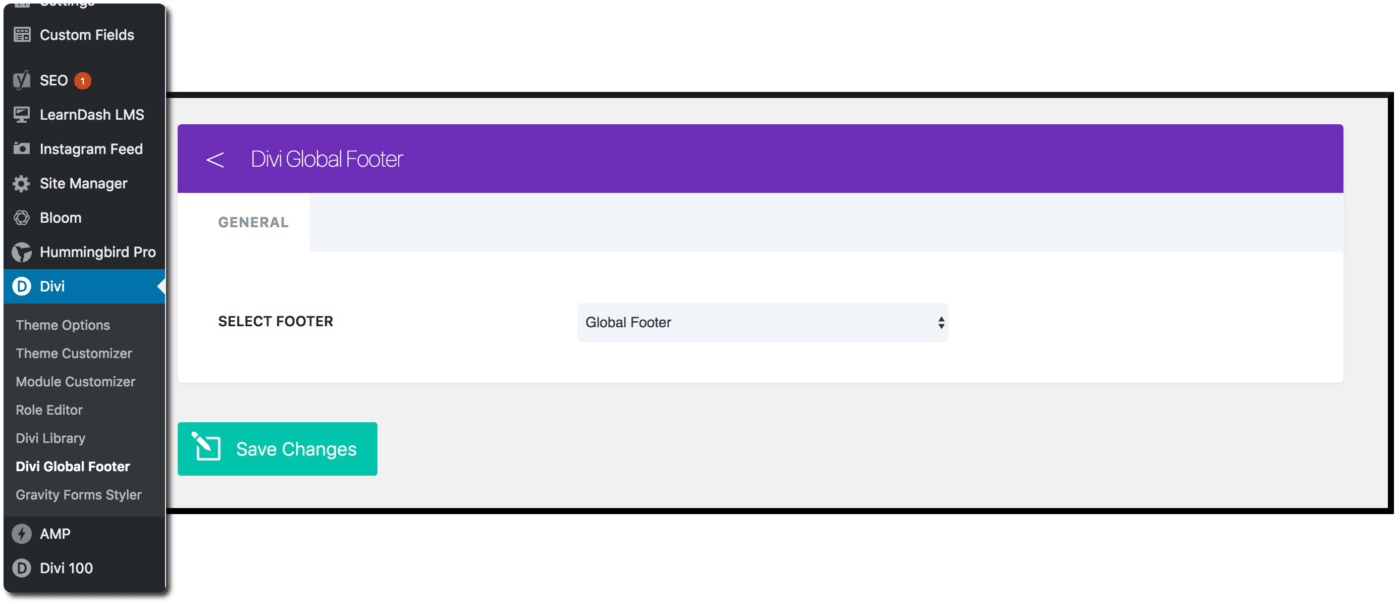 Settings
Custom Fields
SEO 1
LearnDash LMS
Instagram Feed
Site Manager
Bloom
Hummingbird Pro
Divi
Theme Options
Theme Customizer
Module Customizer
Role Editor
Divi Library
Divi Global Footer
Gravity Forms Styler
AMP
Divi 100
< Divi Global Footer
GENERAL
SELECT FOOTER Global Footer
Save Changes